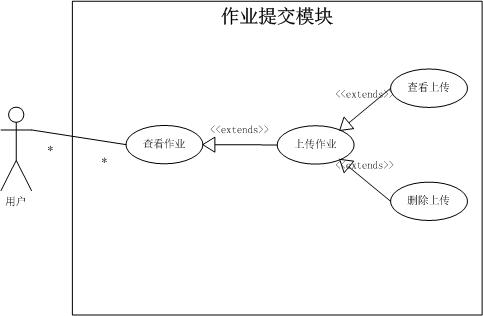 作业提交模块
<<extends>>
查看上传
<<extends>>
查看作业
上传作业
*
*
<<extends>>
用户
删除上传